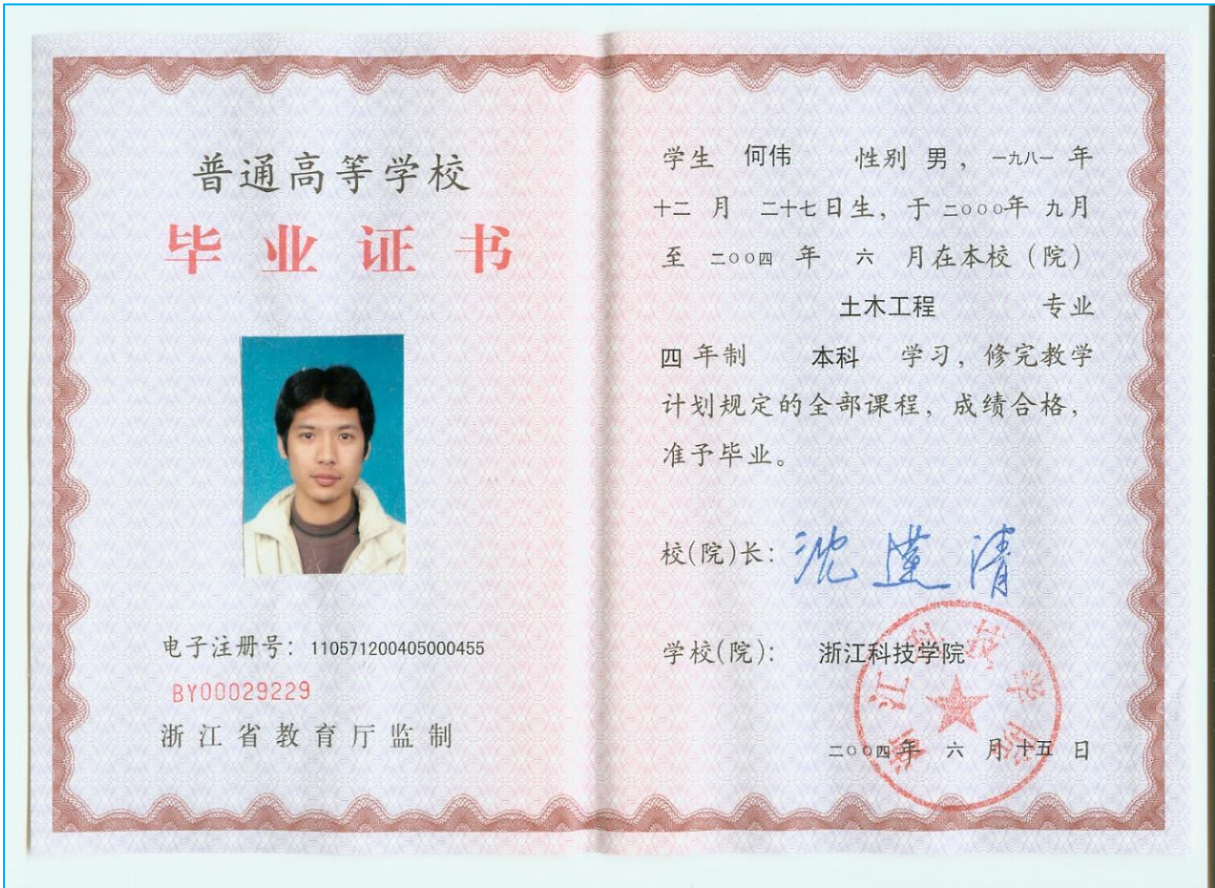 普通高等学校
毕业证书
电子注册号：110571200405000455
BY00029229
浙江省教育厅监制
学生 何伟 性别 男，一九八一 年
十二 月 二十七日生，于 二○○○年 九月
至 二○○四 年 六 月在本校（院）
土木工程 专业
四 年制 本科 学习，修完教学
计划规定的全部课程，成绩合格，
准予毕业。
校(院)长：
学校(院)： 浙江科技学院
浙江科技学院
二○○四年 六 月十五 日